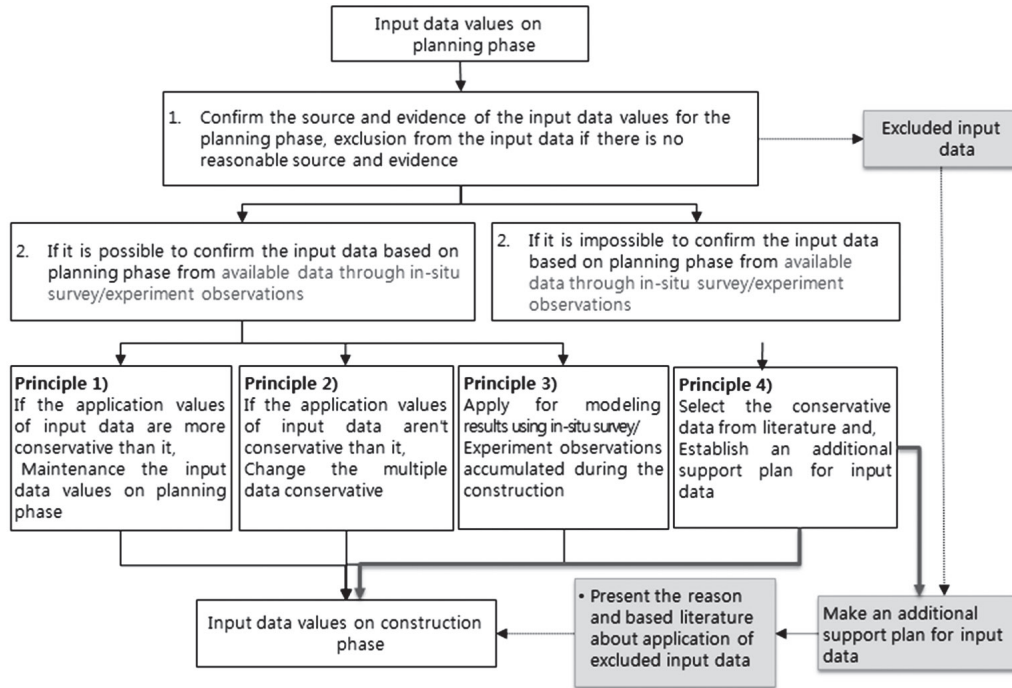 Input data values on
planning phase
1. Confirm the source and evidence of the input data values for the
planning phase, exclusion from the input data if there is no
reasonable source and evidence
Excluded input
data
2. If it is possible to confirm the input data based on
planning phase from available data through in-situ
survey/experiment observations
2. If it is impossible to confirm the input data
based on planning phase from available
data through in-situ survey/experiment
observations
Principle 1)
If the application values
of input data are more
conservative than it,
Maintenance the input
data values on planning
phase
Principle 2)
If the application values
of input data aren't
conservative than it,
Change the multiple
data conservative
Principle 3)
Apply for modeling
results using in-situ survey/
Experiment observations
accumulated during the
construction
Principle 4)
Select the conservative
data from literature and,
Establish an additional
support plan for input
data
Input data values on construction
phase
• Present the reason
and based literature
about application of
excluded input data
Make an additional
support plan for input
data